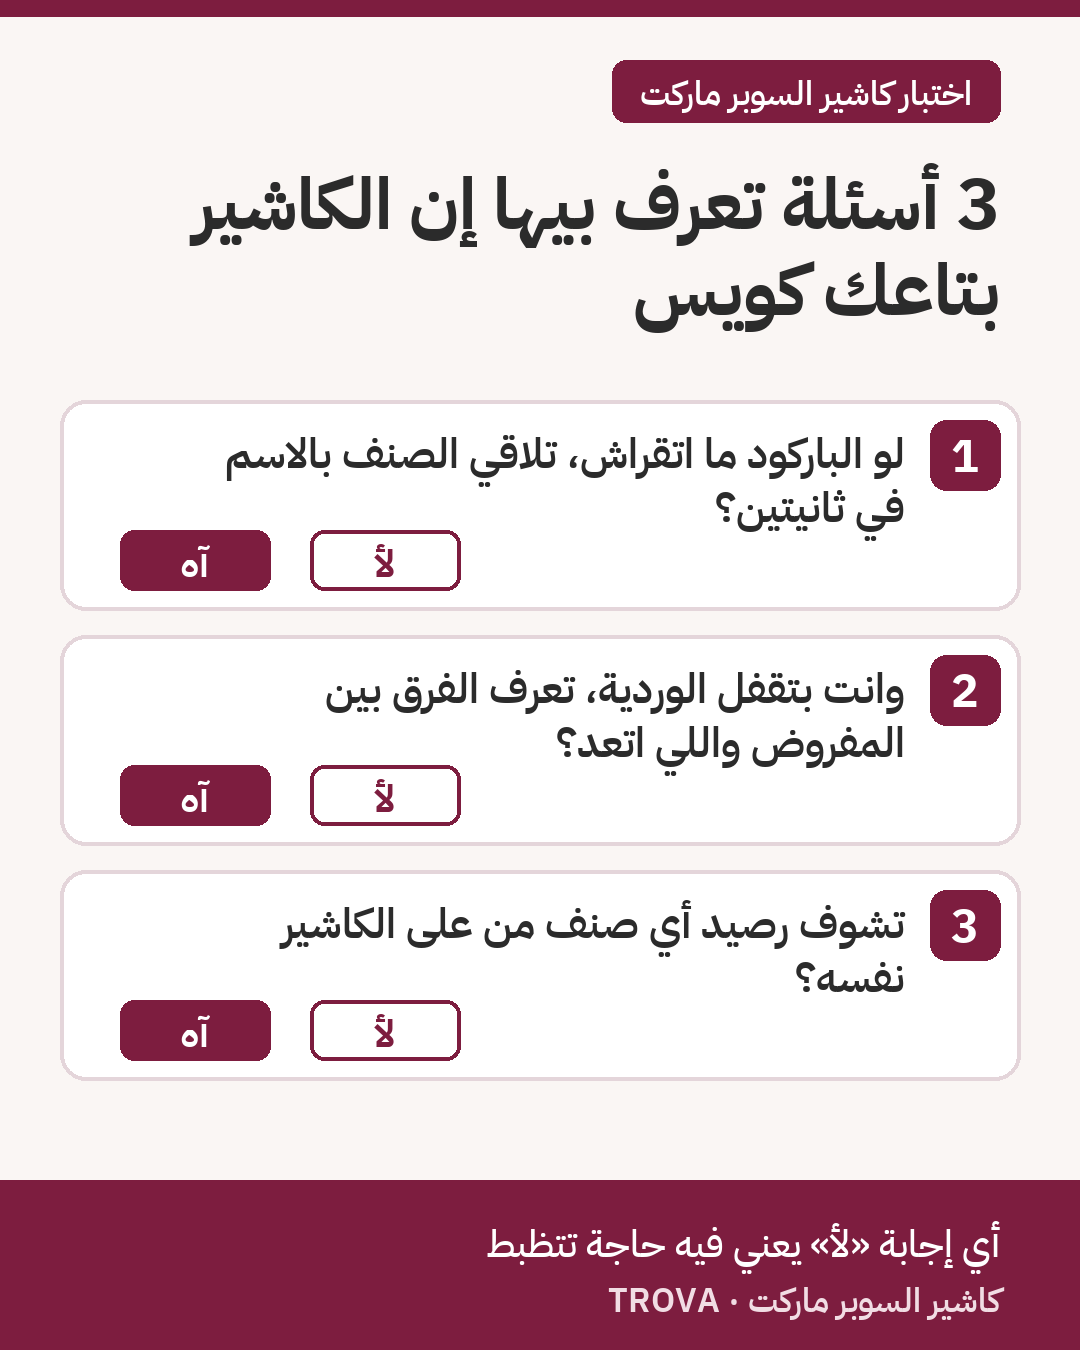 اختبار كاشير السوبر ماركت
3 أسئلة تعرف بيها إن الكاشير
بتاعك كويس
1
لو الباركود ما اتقراش، تلاقي الصنف بالاسم
في ثانيتين؟
لأ
آه
2
وانت بتقفل الوردية، تعرف الفرق بين
المفروض واللي اتعد؟
لأ
آه
3
تشوف رصيد أي صنف من على الكاشير
نفسه؟
لأ
آه
أي إجابة «لأ» يعني فيه حاجة تتظبط
كاشير السوبر ماركت · TROVA